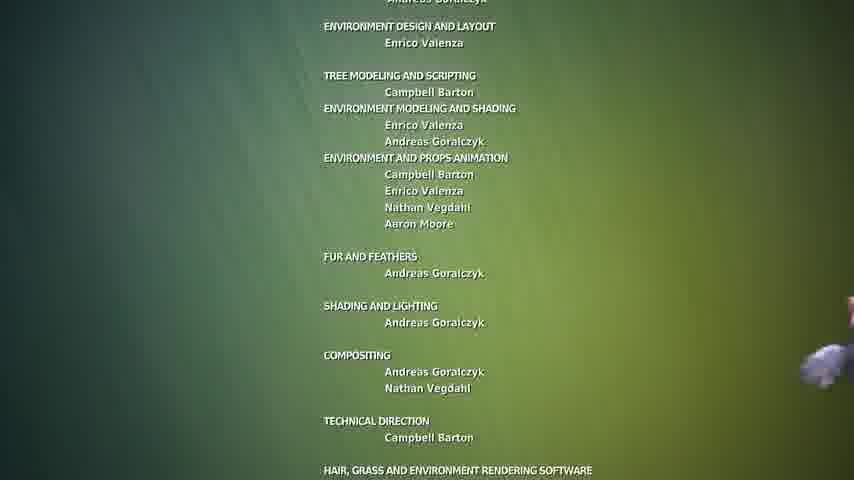 Andreas Goralczyk
ENVIRONMENT DESIGN AND LAYOUT
Enrico Valenza
TREE MODELING AND SCRIPTING
Campbell Barton
ENVIRONMENT MODELING AND SHADING
Enrico Valenza
Andreas Goralczyk
ENVIRONMENT AND PROPS ANIMATION
Campbell Barton
Enrico Valenza
Nathan Vegdahl
Aaron Moore
FUR AND FEATHERS
Andreas Goralczyk
SHADING AND LIGHTING
Andreas Goralczyk
COMPOSITING
Andreas Goralczyk
Nathan Vegdahl
TECHNICAL DIRECTION
Campbell Barton
HAIR, GRASS AND ENVIRONMENT RENDERING SOFTWARE